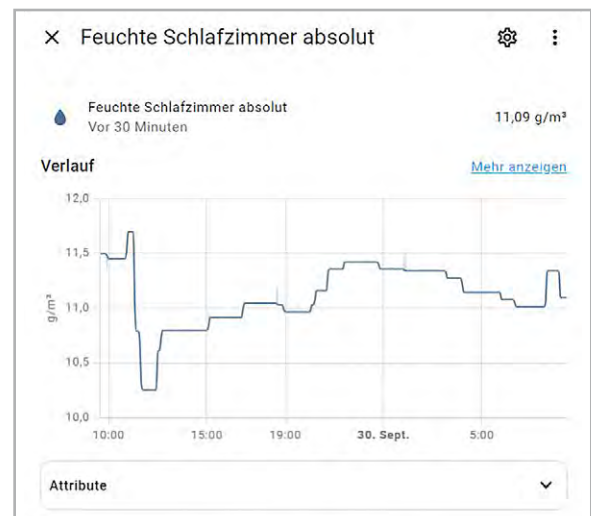 Feuchte Schlafzimmer absolut
Feuchte Schlafzimmer absolut
Vor 30 Minuten
11,09 g/m³
Verlauf
Mehr anzeigen
12,0
11,5
11,0
10,5
10,0
g/m³
10:00 15:00 19:00 30. Sept. 5:00
Attribute